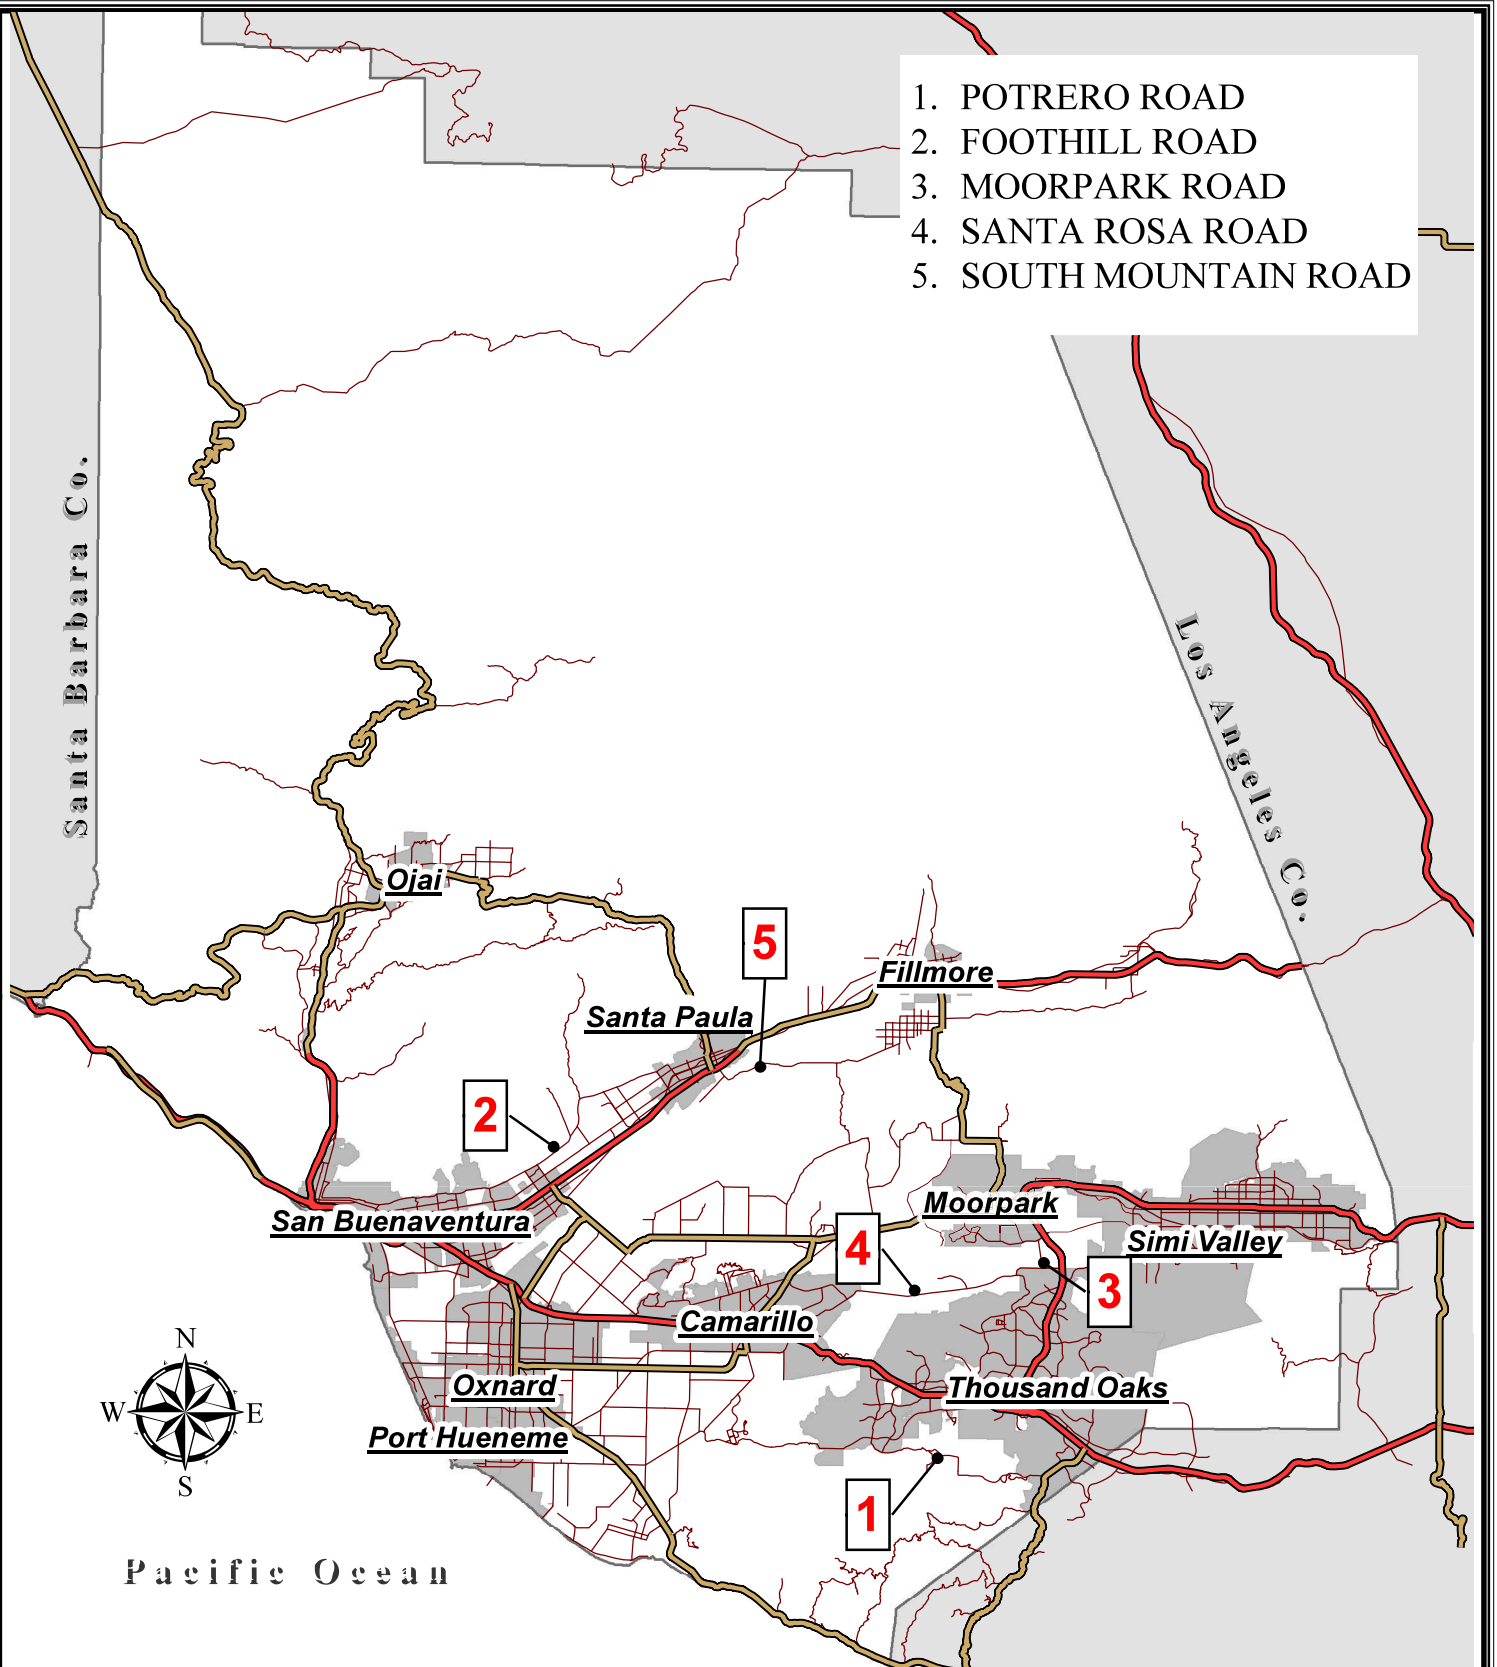 1. POTRERO ROAD
2. FOOTHILL ROAD
3. MOORPARK ROAD
4. SANTA ROSA ROAD
5. SOUTH MOUNTAIN ROAD
Santa Barbara Co.
Los Angeles Co.
Ojai
5
Fillmore
Santa Paula
2
Moorpark
San Buenaventura
4
Simi Valley
3
Camarillo
Oxnard
Thousand Oaks
Port Hueneme
N
W
E
S
1
Pacific Ocean